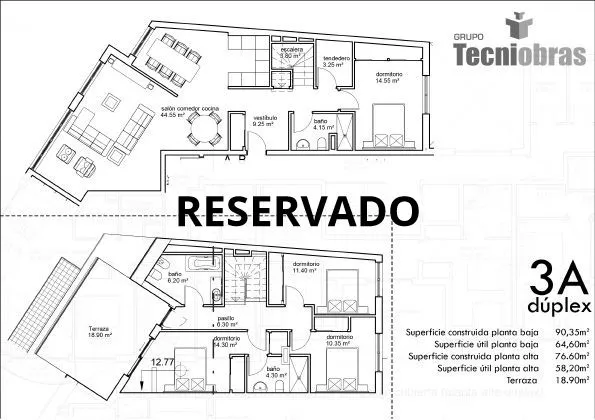 GRUPO
Tecniobras
escalera
5.80 m²
tendedero
3.25 m²
dormitorio
14.55 m²
salón comedor cocina
44.55 m²
vestíbulo
9.25 m²
baño
4.15 m²
RESERVADO
baño
6.20 m²
dormitorio
11.40 m²
Terraza
18.90 m²
pasillo
6.30 m²
dormitorio
14.30 m²
12.77
baño
4.30 m²
dormitorio
10.35 m²
3A
dúplex
Superficie construida planta baja 90,35m²
Superficie útil planta baja 64,60m²
Superficie construida planta alta 76.60m²
Superficie útil planta alta 58,20m²
Terraza 18.90m²